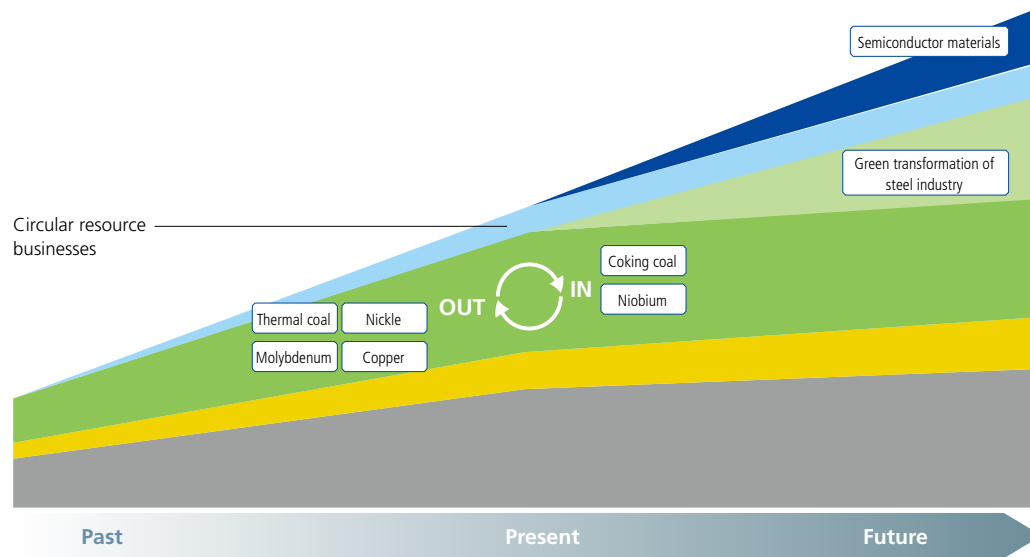 Semiconductor materials
Green transformation of
steel industry
Circular resource
businesses
Coking coal
OUT
IN
Niobium
Thermal coal
Nickle
Molybdenum
Copper
Past
Present
Future